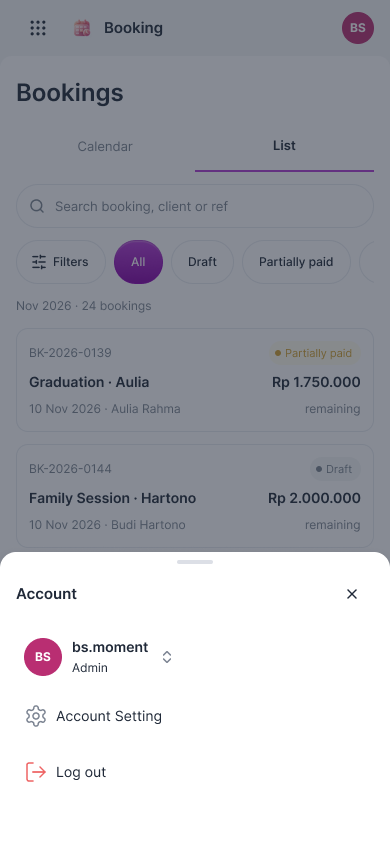 Booking
BS
Bookings
Calendar
List
Search booking, client or ref
Filters
All
Draft
Partially paid
Nov 2026 · 24 bookings
BK-2026-0139
Partially paid
Graduation · Aulia
Rp 1.750.000
10 Nov 2026 · Aulia Rahma
remaining
BK-2026-0144
Draft
Family Session · Hartono
Rp 2.000.000
10 Nov 2026 · Budi Hartono
remaining
Account
BS
bs.moment
Admin
Account Setting
Log out